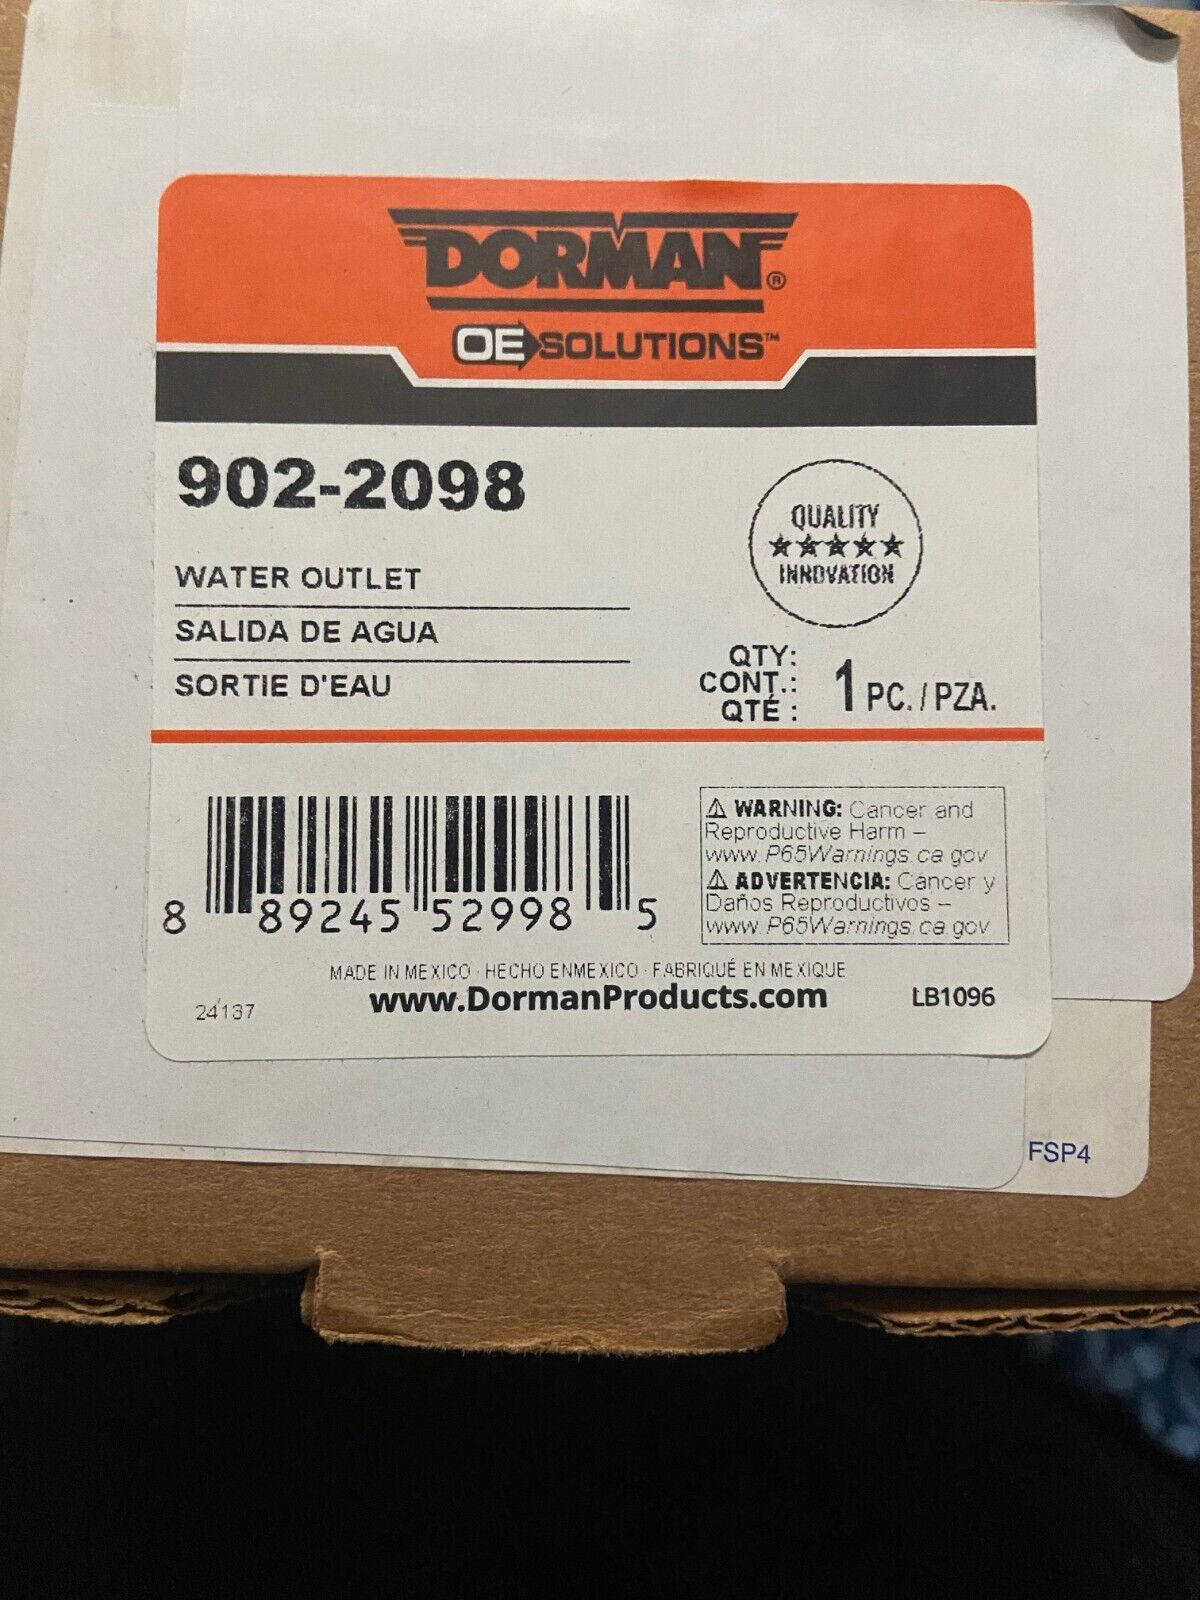 DORMAN®
OE SOLUTIONS™
902-2098
QUALITY
INNOVATION
WATER OUTLET
SALIDA DE AGUA
SORTIE D'EAU
QTY:
CONT.:
QTÉ :
1 PC. / PZA.
8 89245 52998 5
⚠ WARNING: Cancer and
Reproductive Harm –
www.P65Warnings.ca.gov
⚠ ADVERTENCIA: Cancer y
Daños Reproductivos –
www.P65Warnings.ca.gov
MADE IN MEXICO · HECHO ENMEXICO · FABRIQUÉ EN MEXIQUE
24137
www.DormanProducts.com
LB1096
FSP4